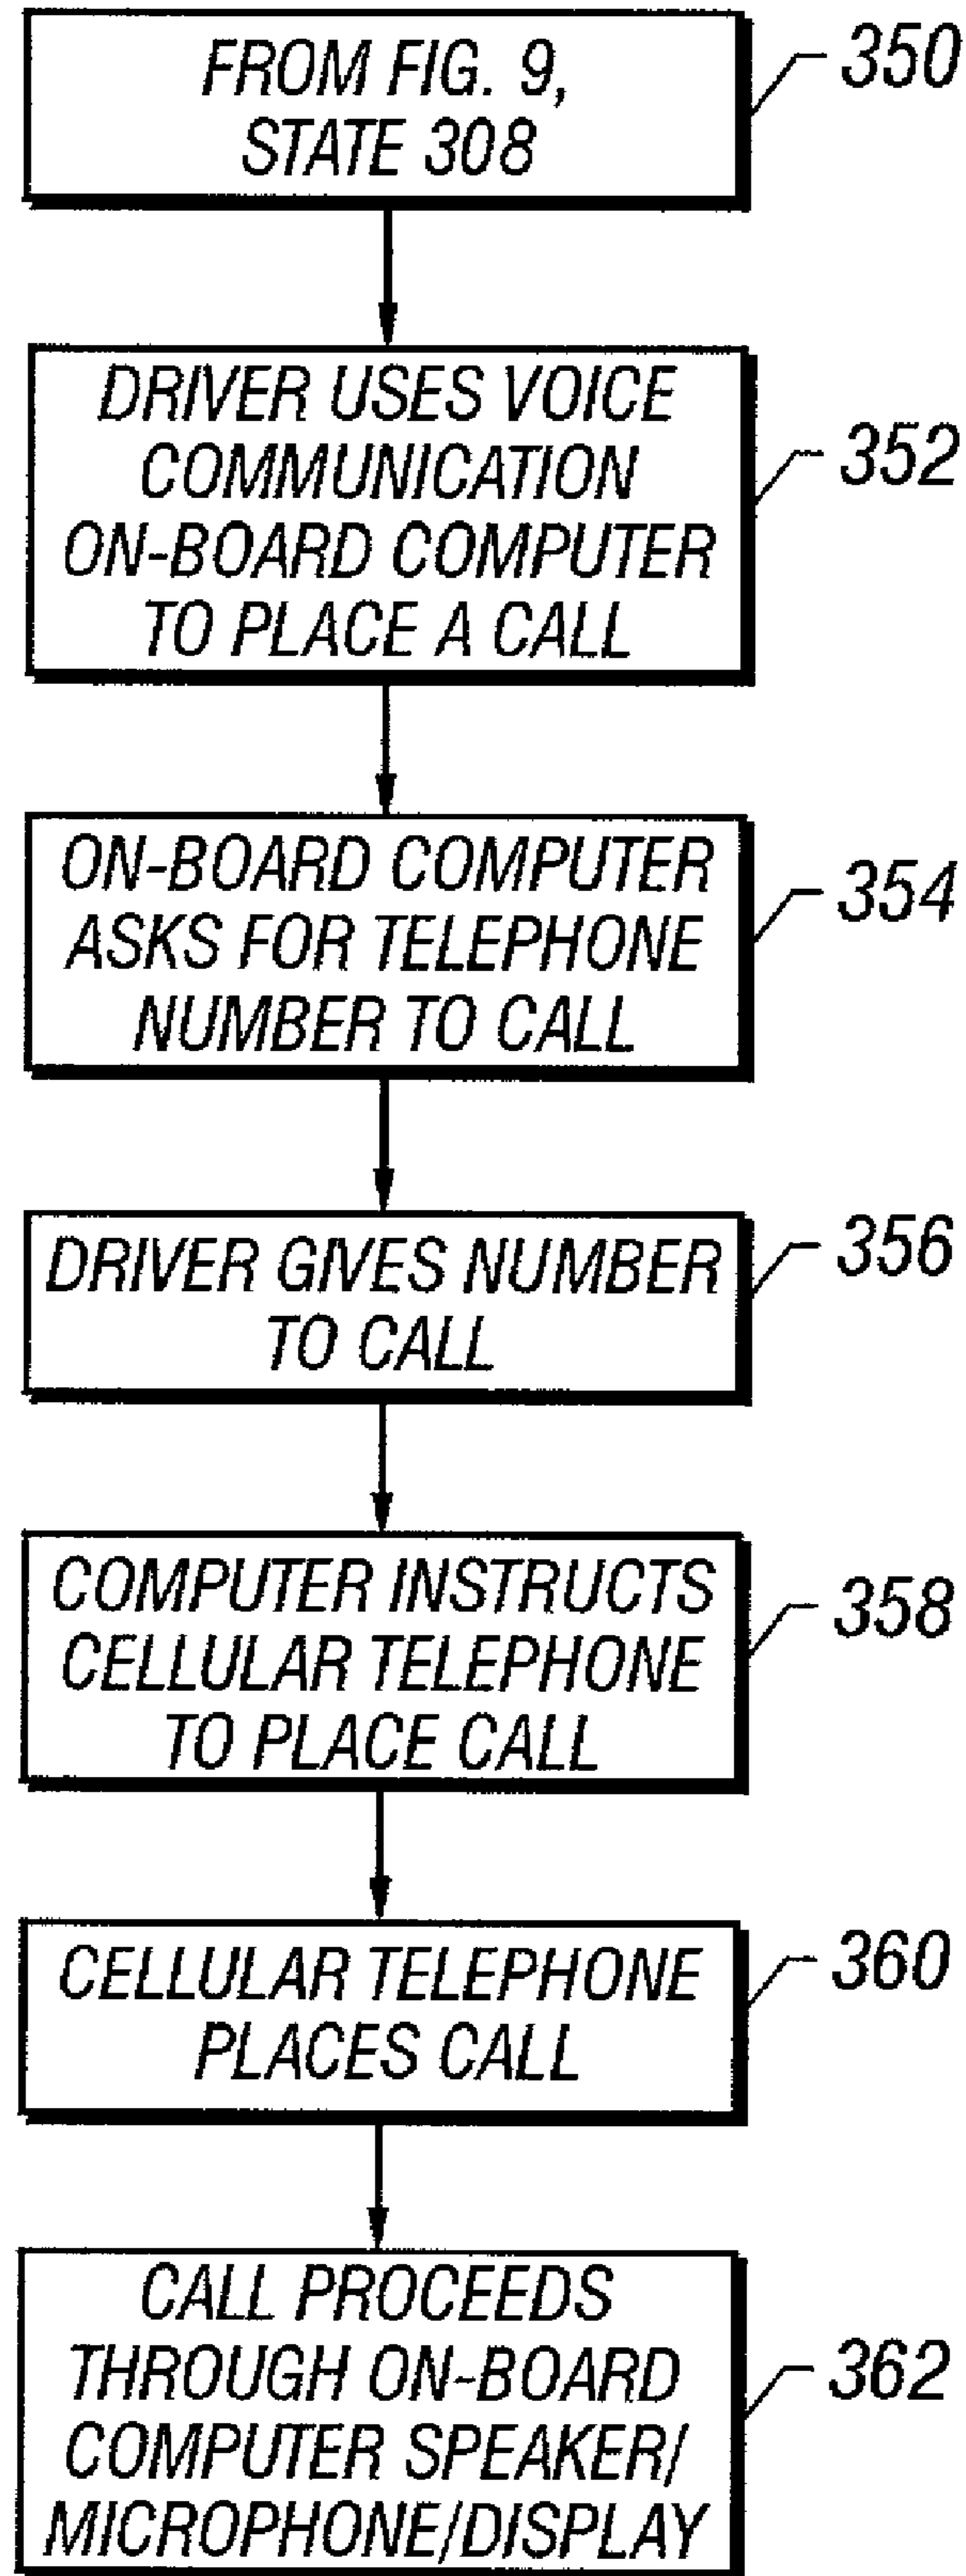 FROM FIG. 9,
STATE 308
350
DRIVER USES VOICE
COMMUNICATION
ON-BOARD COMPUTER
TO PLACE A CALL
352
ON-BOARD COMPUTER
ASKS FOR TELEPHONE
NUMBER TO CALL
354
DRIVER GIVES NUMBER
TO CALL
356
COMPUTER INSTRUCTS
CELLULAR TELEPHONE
TO PLACE CALL
358
CELLULAR TELEPHONE
PLACES CALL
360
CALL PROCEEDS
THROUGH ON-BOARD
COMPUTER SPEAKER/
MICROPHONE/DISPLAY
362